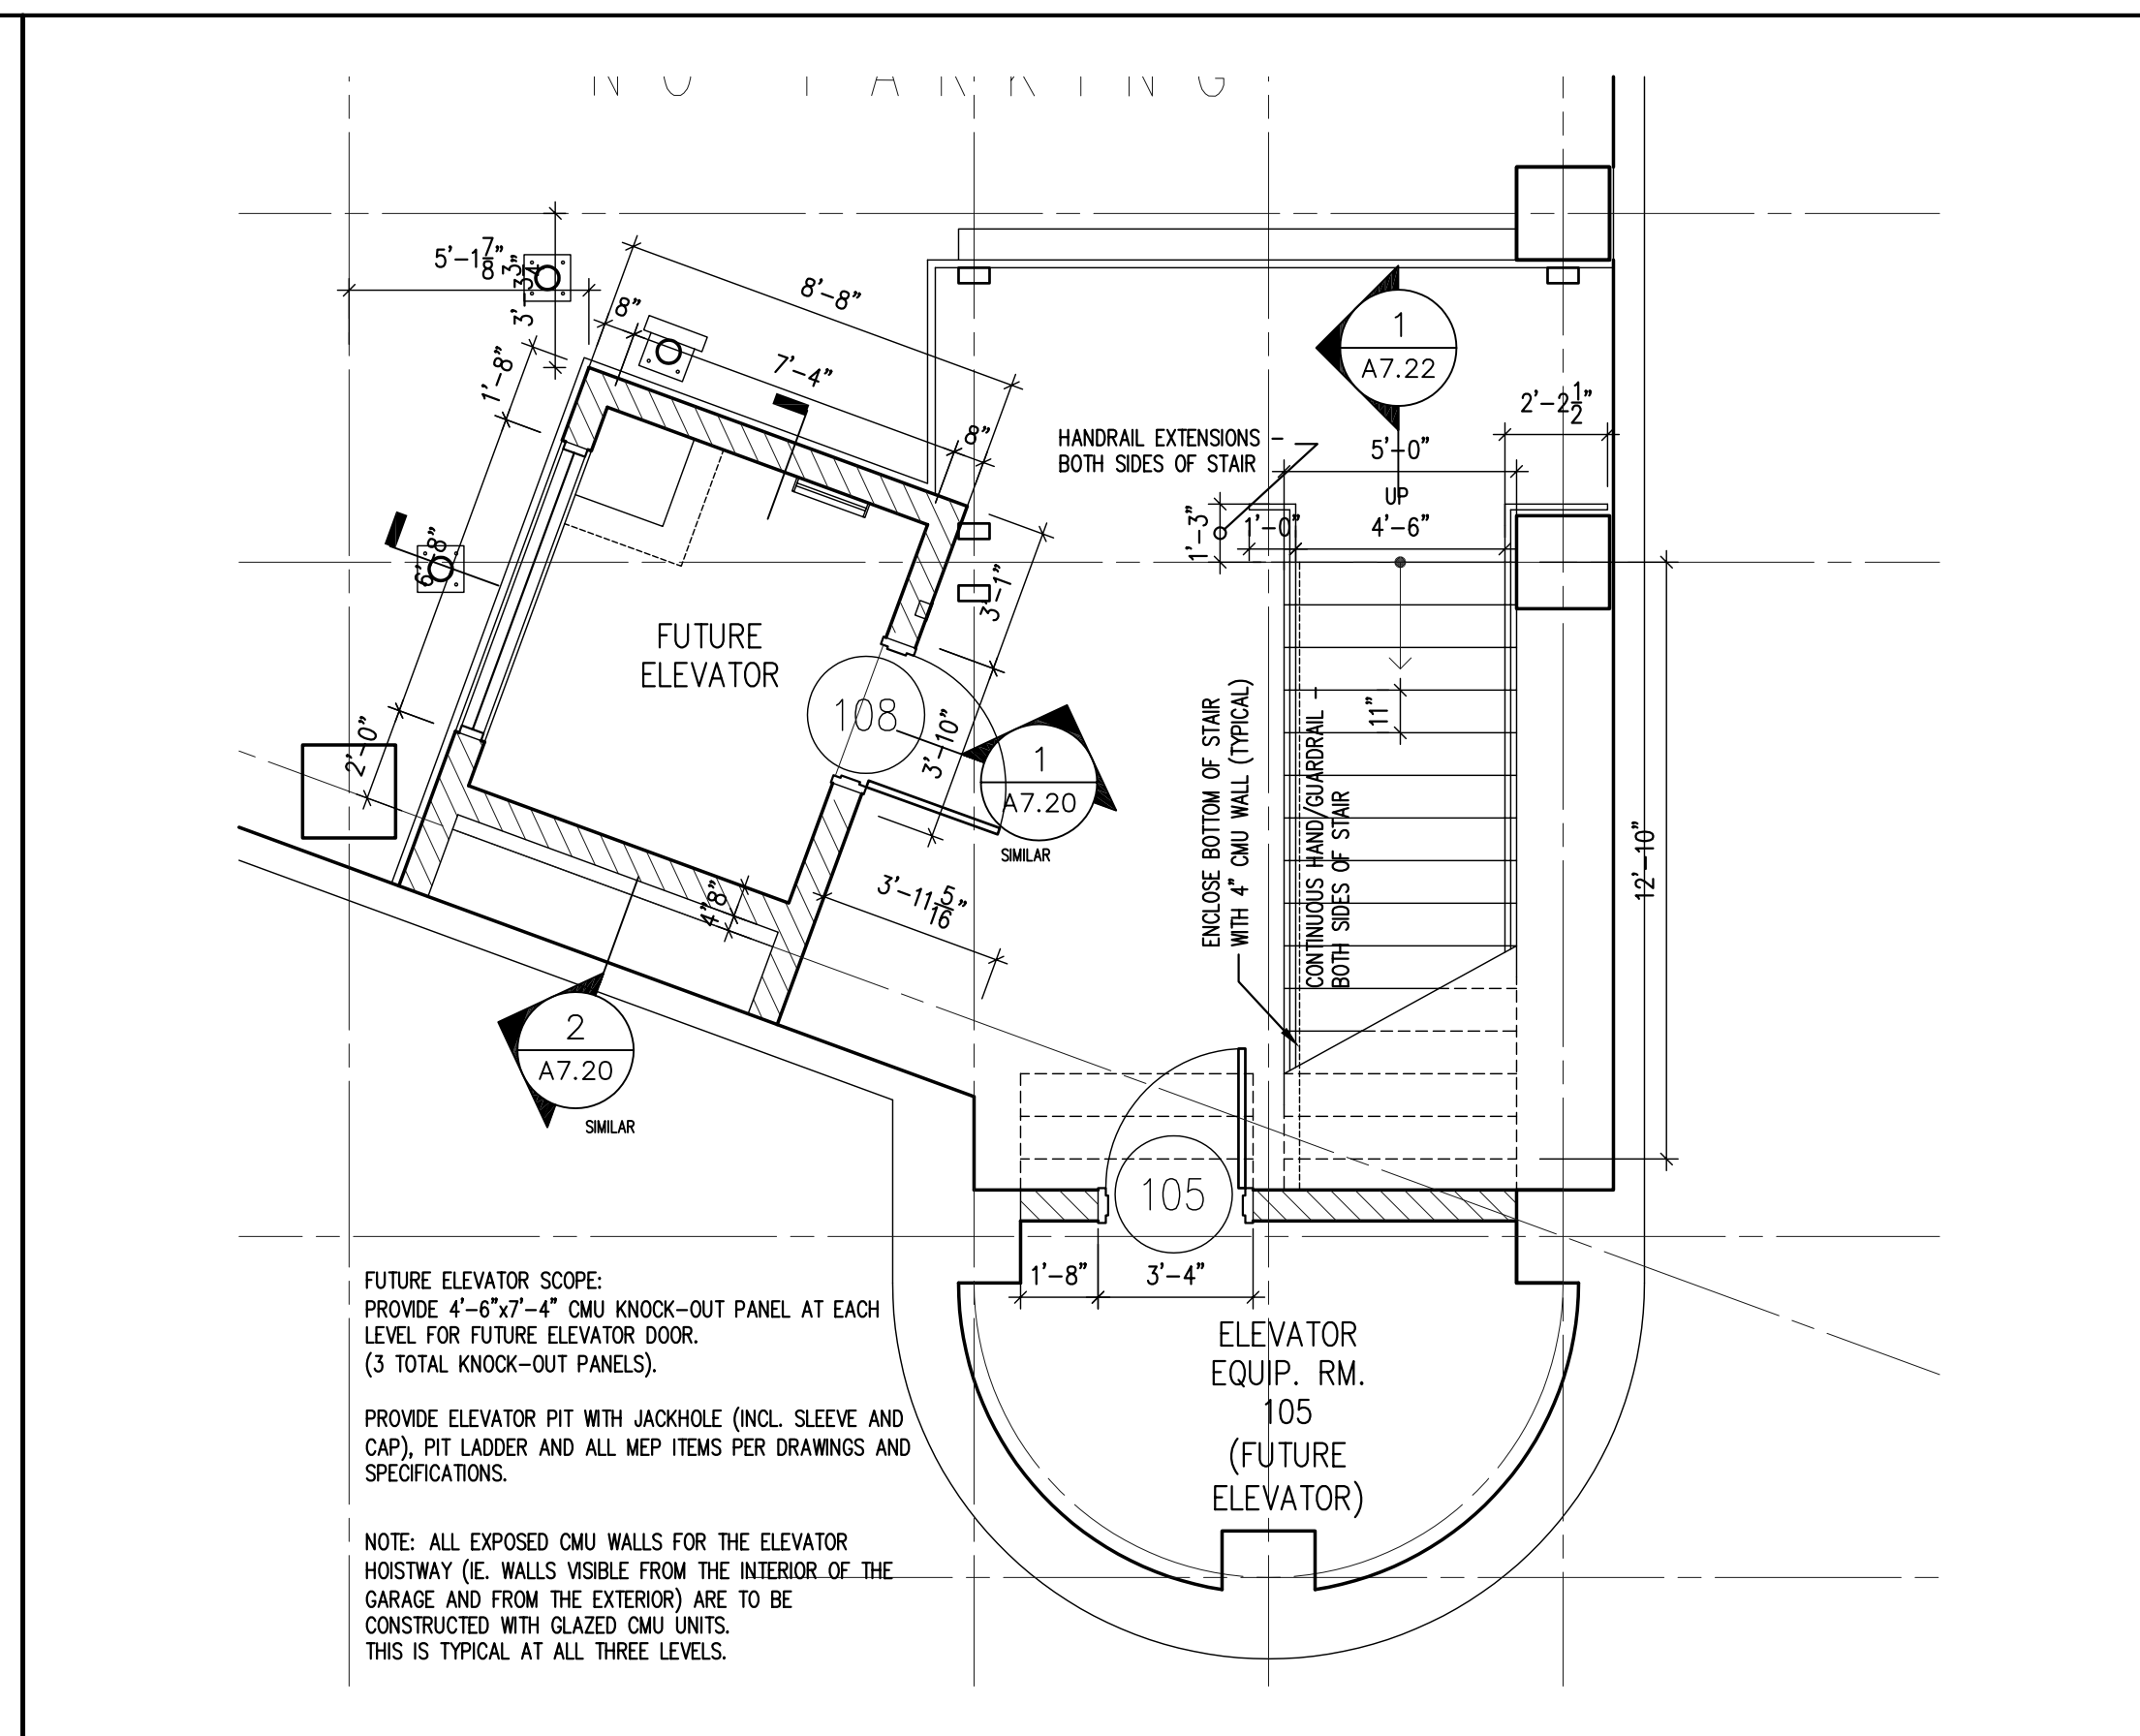 NO PARKING
5'-1 7/8"
3'-3 3/4"
8'-8"
8"
7'-4"
8"
1'-8"
6'-8"
2'-0"
3'-1"
3'-10"
FUTURE
ELEVATOR
108
1
A7.20
SIMILAR
4"
8"
3'-11 5/16"
2
A7.20
SIMILAR
1
A7.22
2'-2 1/2"
HANDRAIL EXTENSIONS -
BOTH SIDES OF STAIR
5'-0"
UP
4'-6"
1'-0"
1'-3"
11"
ENCLOSE BOTTOM OF STAIR
WITH 4" CMU WALL (TYPICAL)
CONTINUOUS HAND/GUARDRAIL -
BOTH SIDES OF STAIR
12'-10"
105
1'-8"
3'-4"
ELEVATOR
EQUIP. RM.
105
(FUTURE
ELEVATOR)
FUTURE ELEVATOR SCOPE:
PROVIDE 4'-6"x7'-4" CMU KNOCK-OUT PANEL AT EACH
LEVEL FOR FUTURE ELEVATOR DOOR.
(3 TOTAL KNOCK-OUT PANELS).
PROVIDE ELEVATOR PIT WITH JACKHOLE (INCL. SLEEVE AND
CAP), PIT LADDER AND ALL MEP ITEMS PER DRAWINGS AND
SPECIFICATIONS.
NOTE: ALL EXPOSED CMU WALLS FOR THE ELEVATOR
HOISTWAY (IE. WALLS VISIBLE FROM THE INTERIOR OF THE
GARAGE AND FROM THE EXTERIOR) ARE TO BE
CONSTRUCTED WITH GLAZED CMU UNITS.
THIS IS TYPICAL AT ALL THREE LEVELS.